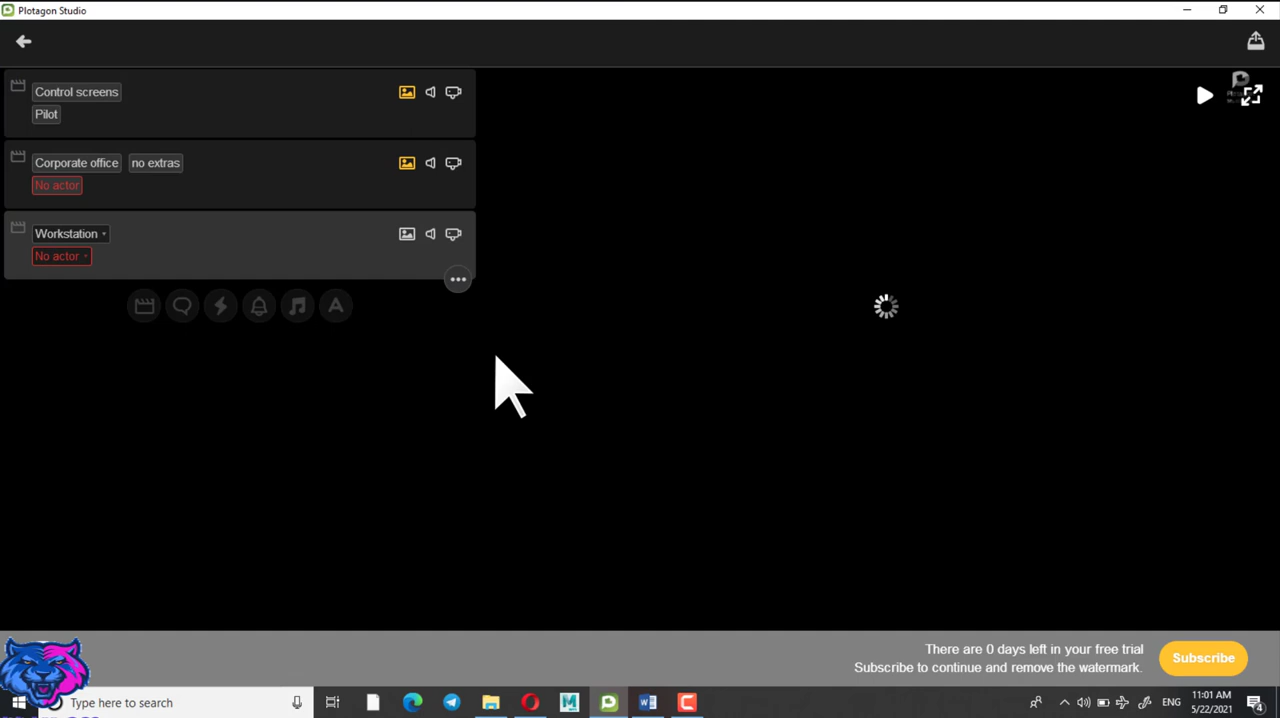 Plotagon Studio
Control screens
Pilot
Corporate office no extras
No actor
Workstation
No actor
There are 0 days left in your free trial
Subscribe to continue and remove the watermark.
Subscribe
Type here to search
ENG
11:01 AM
5/22/2021
4